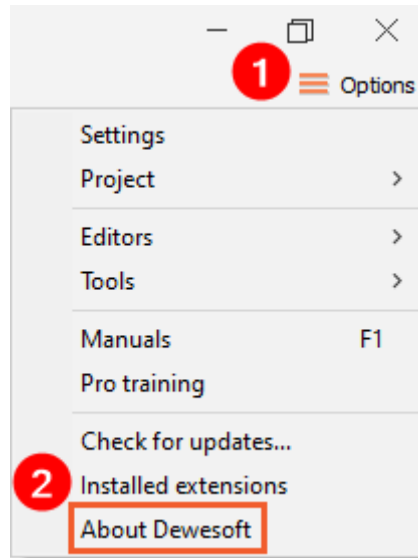 1 Options
Settings
Project
Editors
Tools
Manuals F1
Pro training
Check for updates...
2 Installed extensions
About Dewesoft